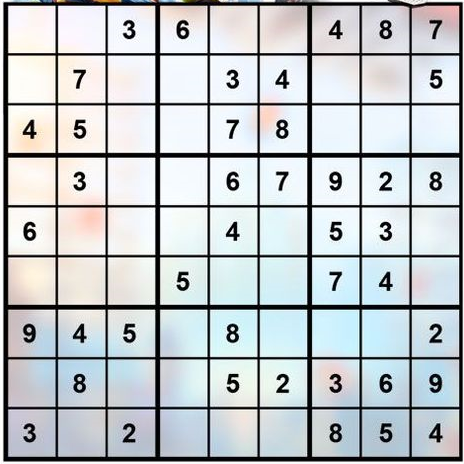 3 6 4 8 7
7 3 4 5
4 5 7 8
3 6 7 9 2 8
6 4 5 3
5 7 4
9 4 5 8 2
8 5 2 3 6 9
3 2 8 5 4